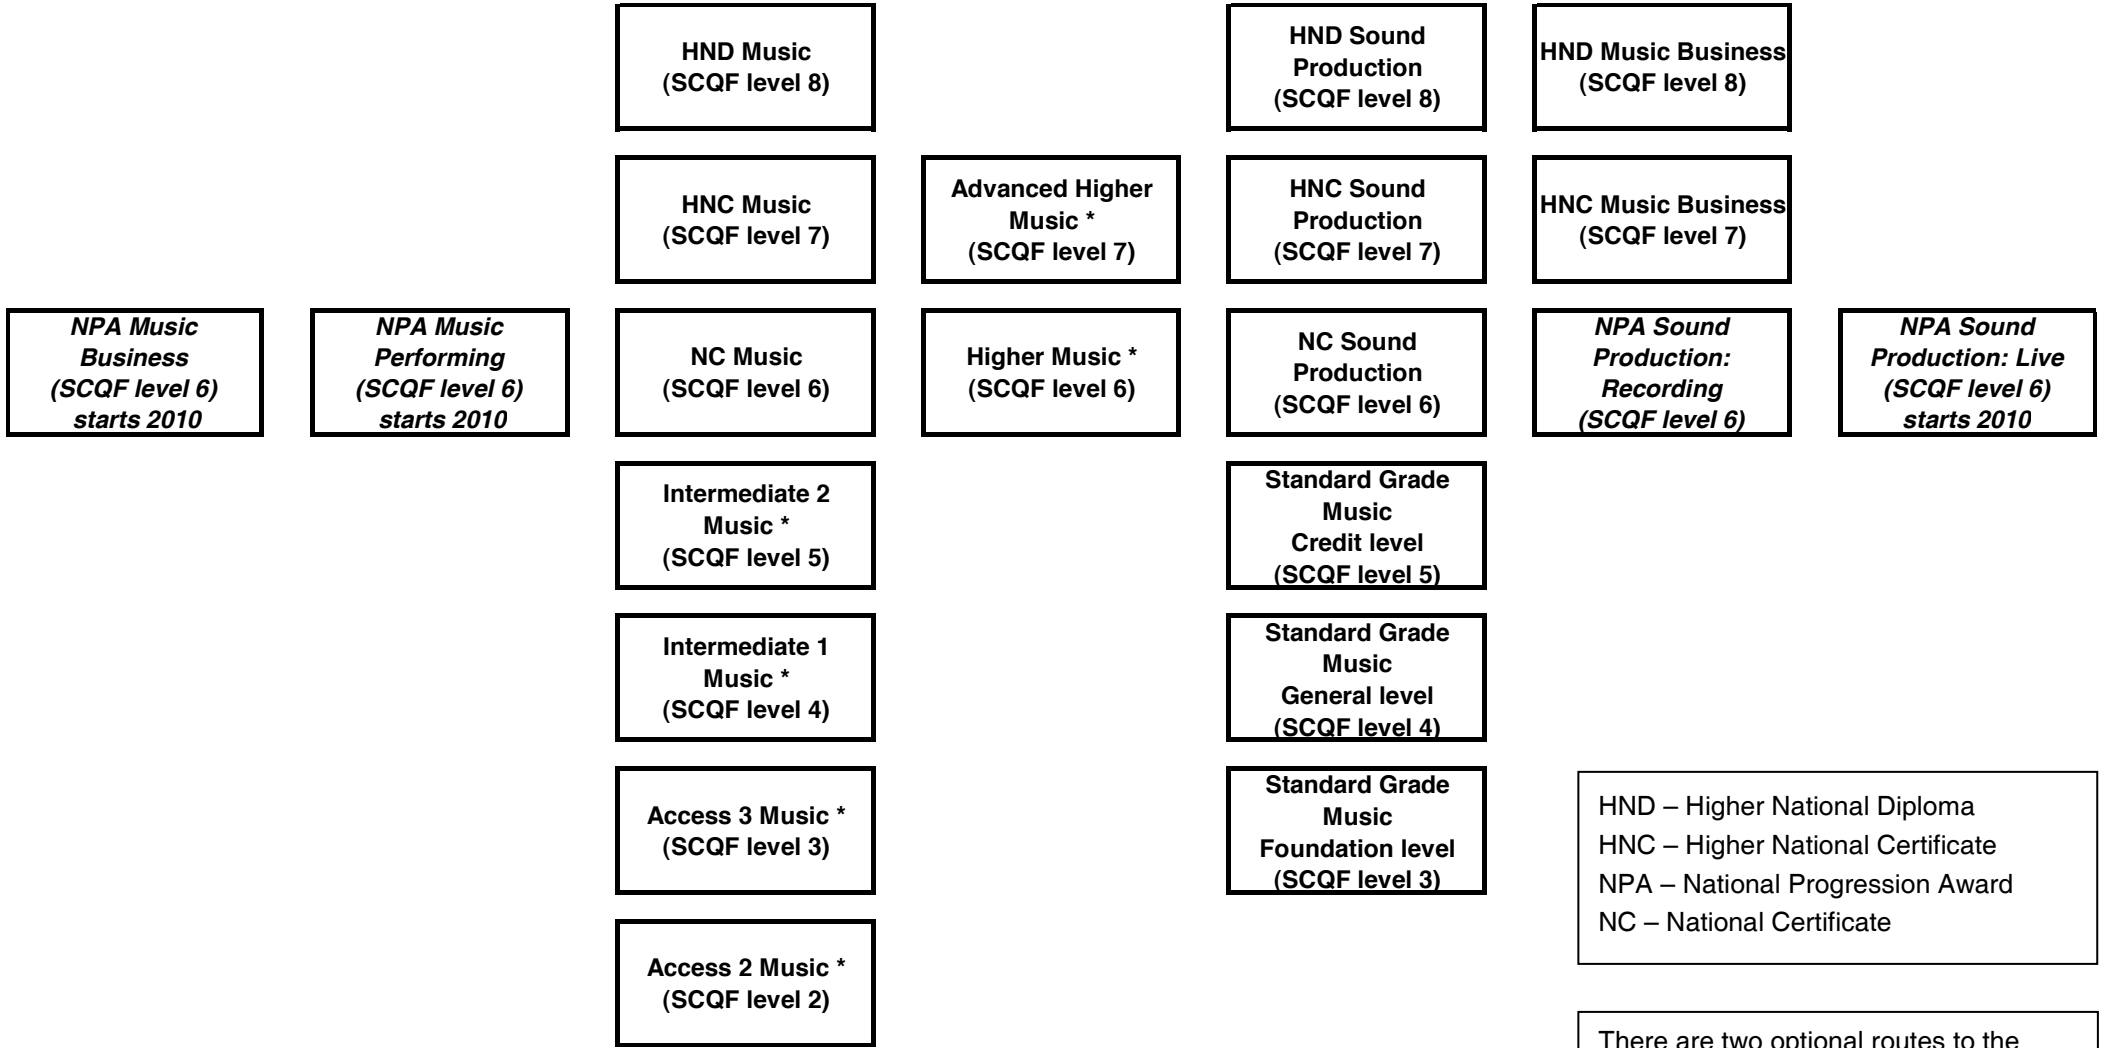 HND Music
(SCQF level 8)
HND Sound
Production
(SCQF level 8)
HND Music Business
(SCQF level 8)
HNC Music
(SCQF level 7)
Advanced Higher
Music *
(SCQF level 7)
HNC Sound
Production
(SCQF level 7)
HNC Music Business
(SCQF level 7)
NPA Music
Business
(SCQF level 6)
starts 2010
NPA Music
Performing
(SCQF level 6)
starts 2010
NC Music
(SCQF level 6)
Higher Music *
(SCQF level 6)
NC Sound
Production
(SCQF level 6)
NPA Sound
Production:
Recording
(SCQF level 6)
NPA Sound
Production: Live
(SCQF level 6)
starts 2010
Intermediate 2
Music *
(SCQF level 5)
Standard Grade
Music
Credit level
(SCQF level 5)
Intermediate 1
Music *
(SCQF level 4)
Standard Grade
Music
General level
(SCQF level 4)
Access 3 Music *
(SCQF level 3)
Standard Grade
Music
Foundation level
(SCQF level 3)
HND – Higher National Diploma
HNC – Higher National Certificate
NPA – National Progression Award
NC – National Certificate
Access 2 Music *
(SCQF level 2)
There are two optional routes to the